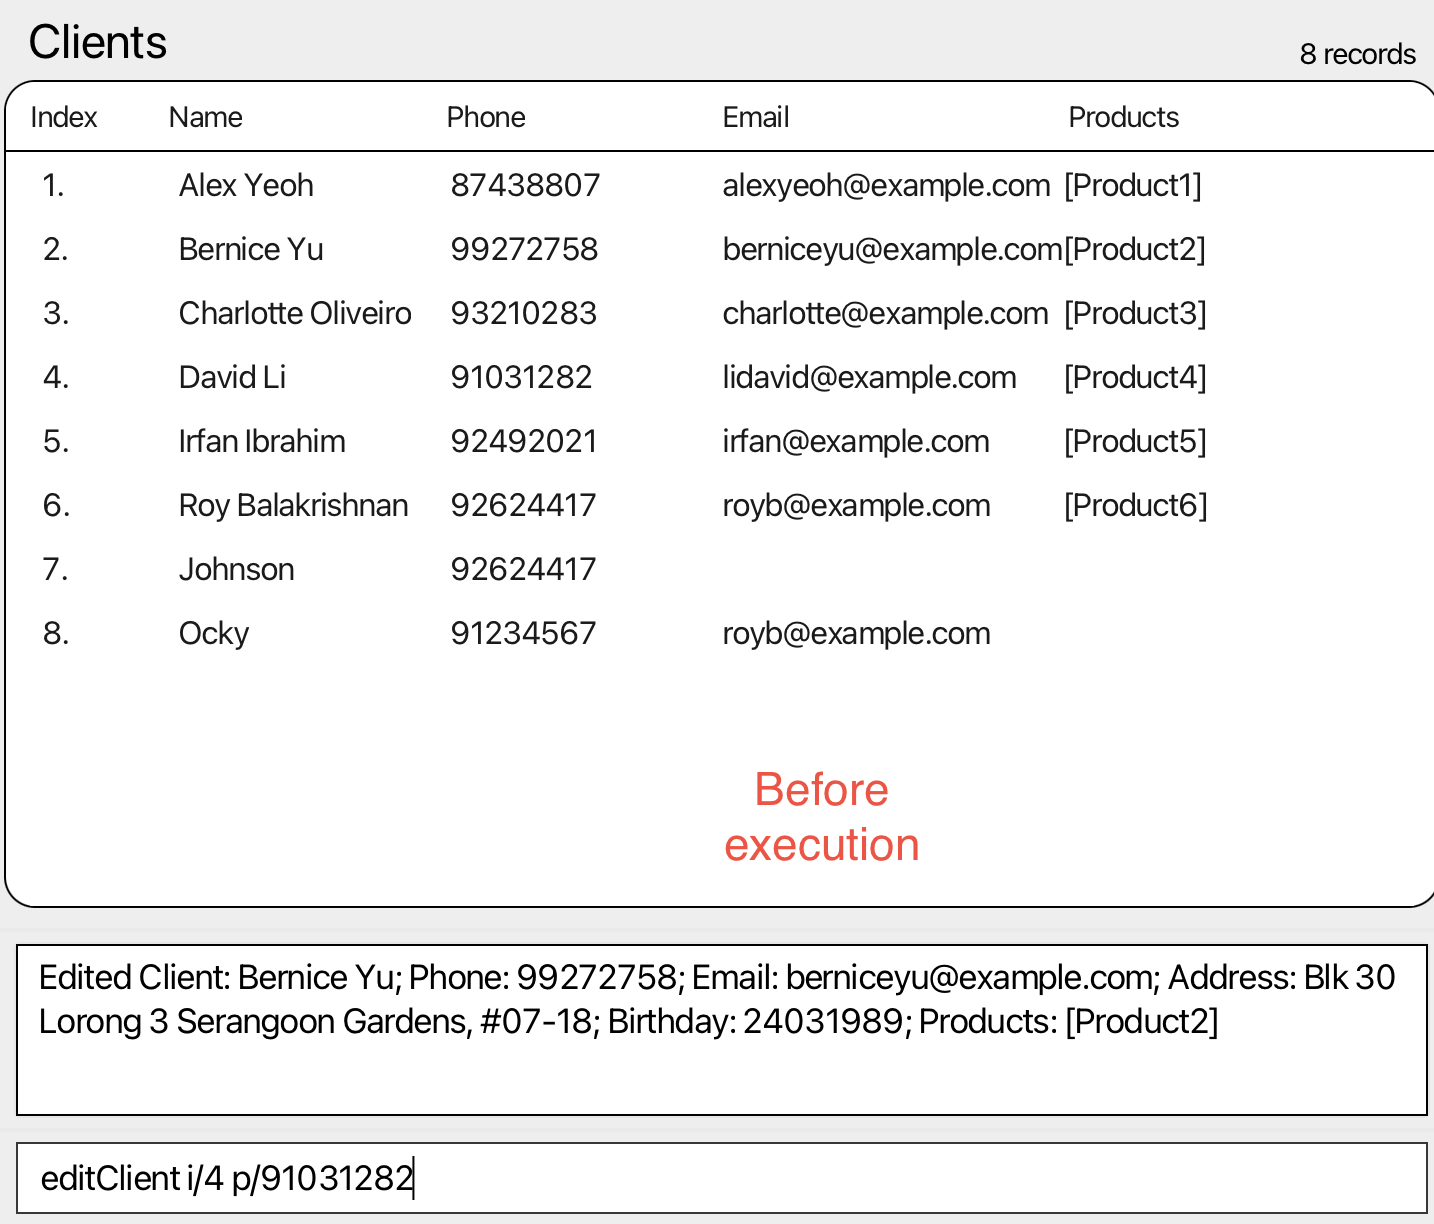 Clients
8 records
Index Name Phone Email Products
1. Alex Yeoh 87438807 alexyeoh@example.com [Product1]
2. Bernice Yu 99272758 berniceyu@example.com[Product2]
3. Charlotte Oliveiro 93210283 charlotte@example.com [Product3]
4. David Li 91031282 lidavid@example.com [Product4]
5. Irfan Ibrahim 92492021 irfan@example.com [Product5]
6. Roy Balakrishnan 92624417 royb@example.com [Product6]
7. Johnson 92624417
8. Ocky 91234567 royb@example.com
Before
execution
Edited Client: Bernice Yu; Phone: 99272758; Email: berniceyu@example.com; Address: Blk 30
Lorong 3 Serangoon Gardens, #07-18; Birthday: 24031989; Products: [Product2]
editClient i/4 p/91031282